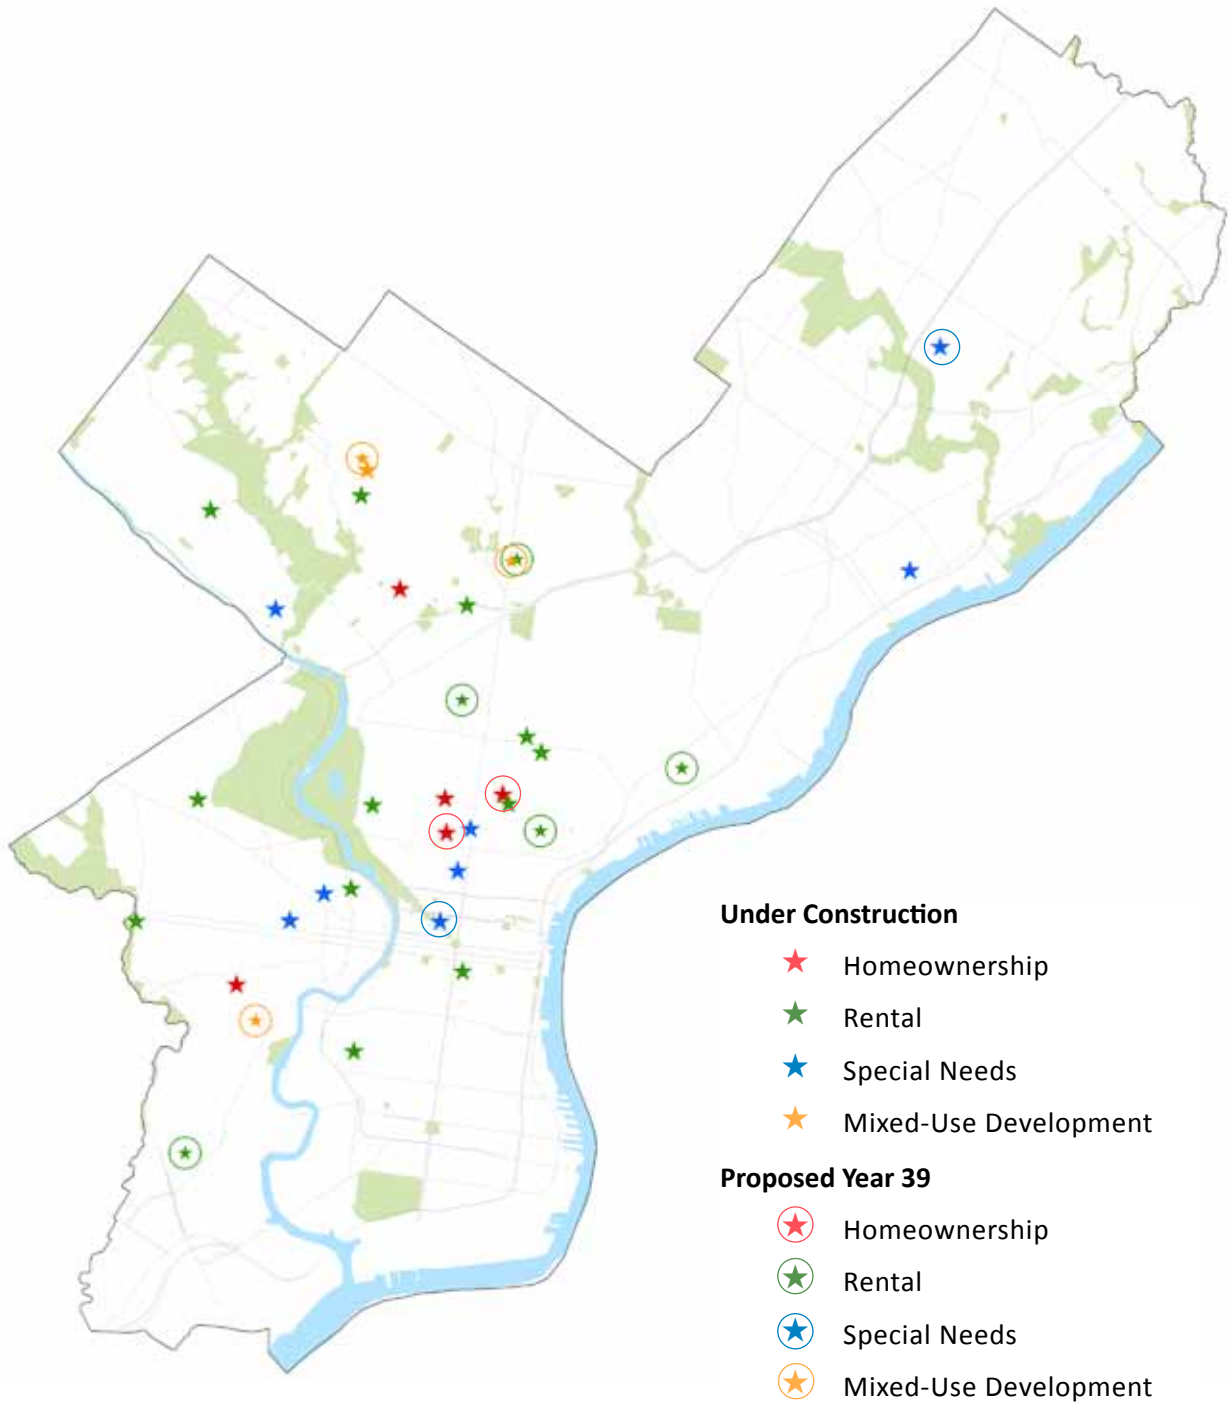 Under Construction
Homeownership
Rental
Special Needs
Mixed-Use Development
Proposed Year 39
Homeownership
Rental
Special Needs
Mixed-Use Development